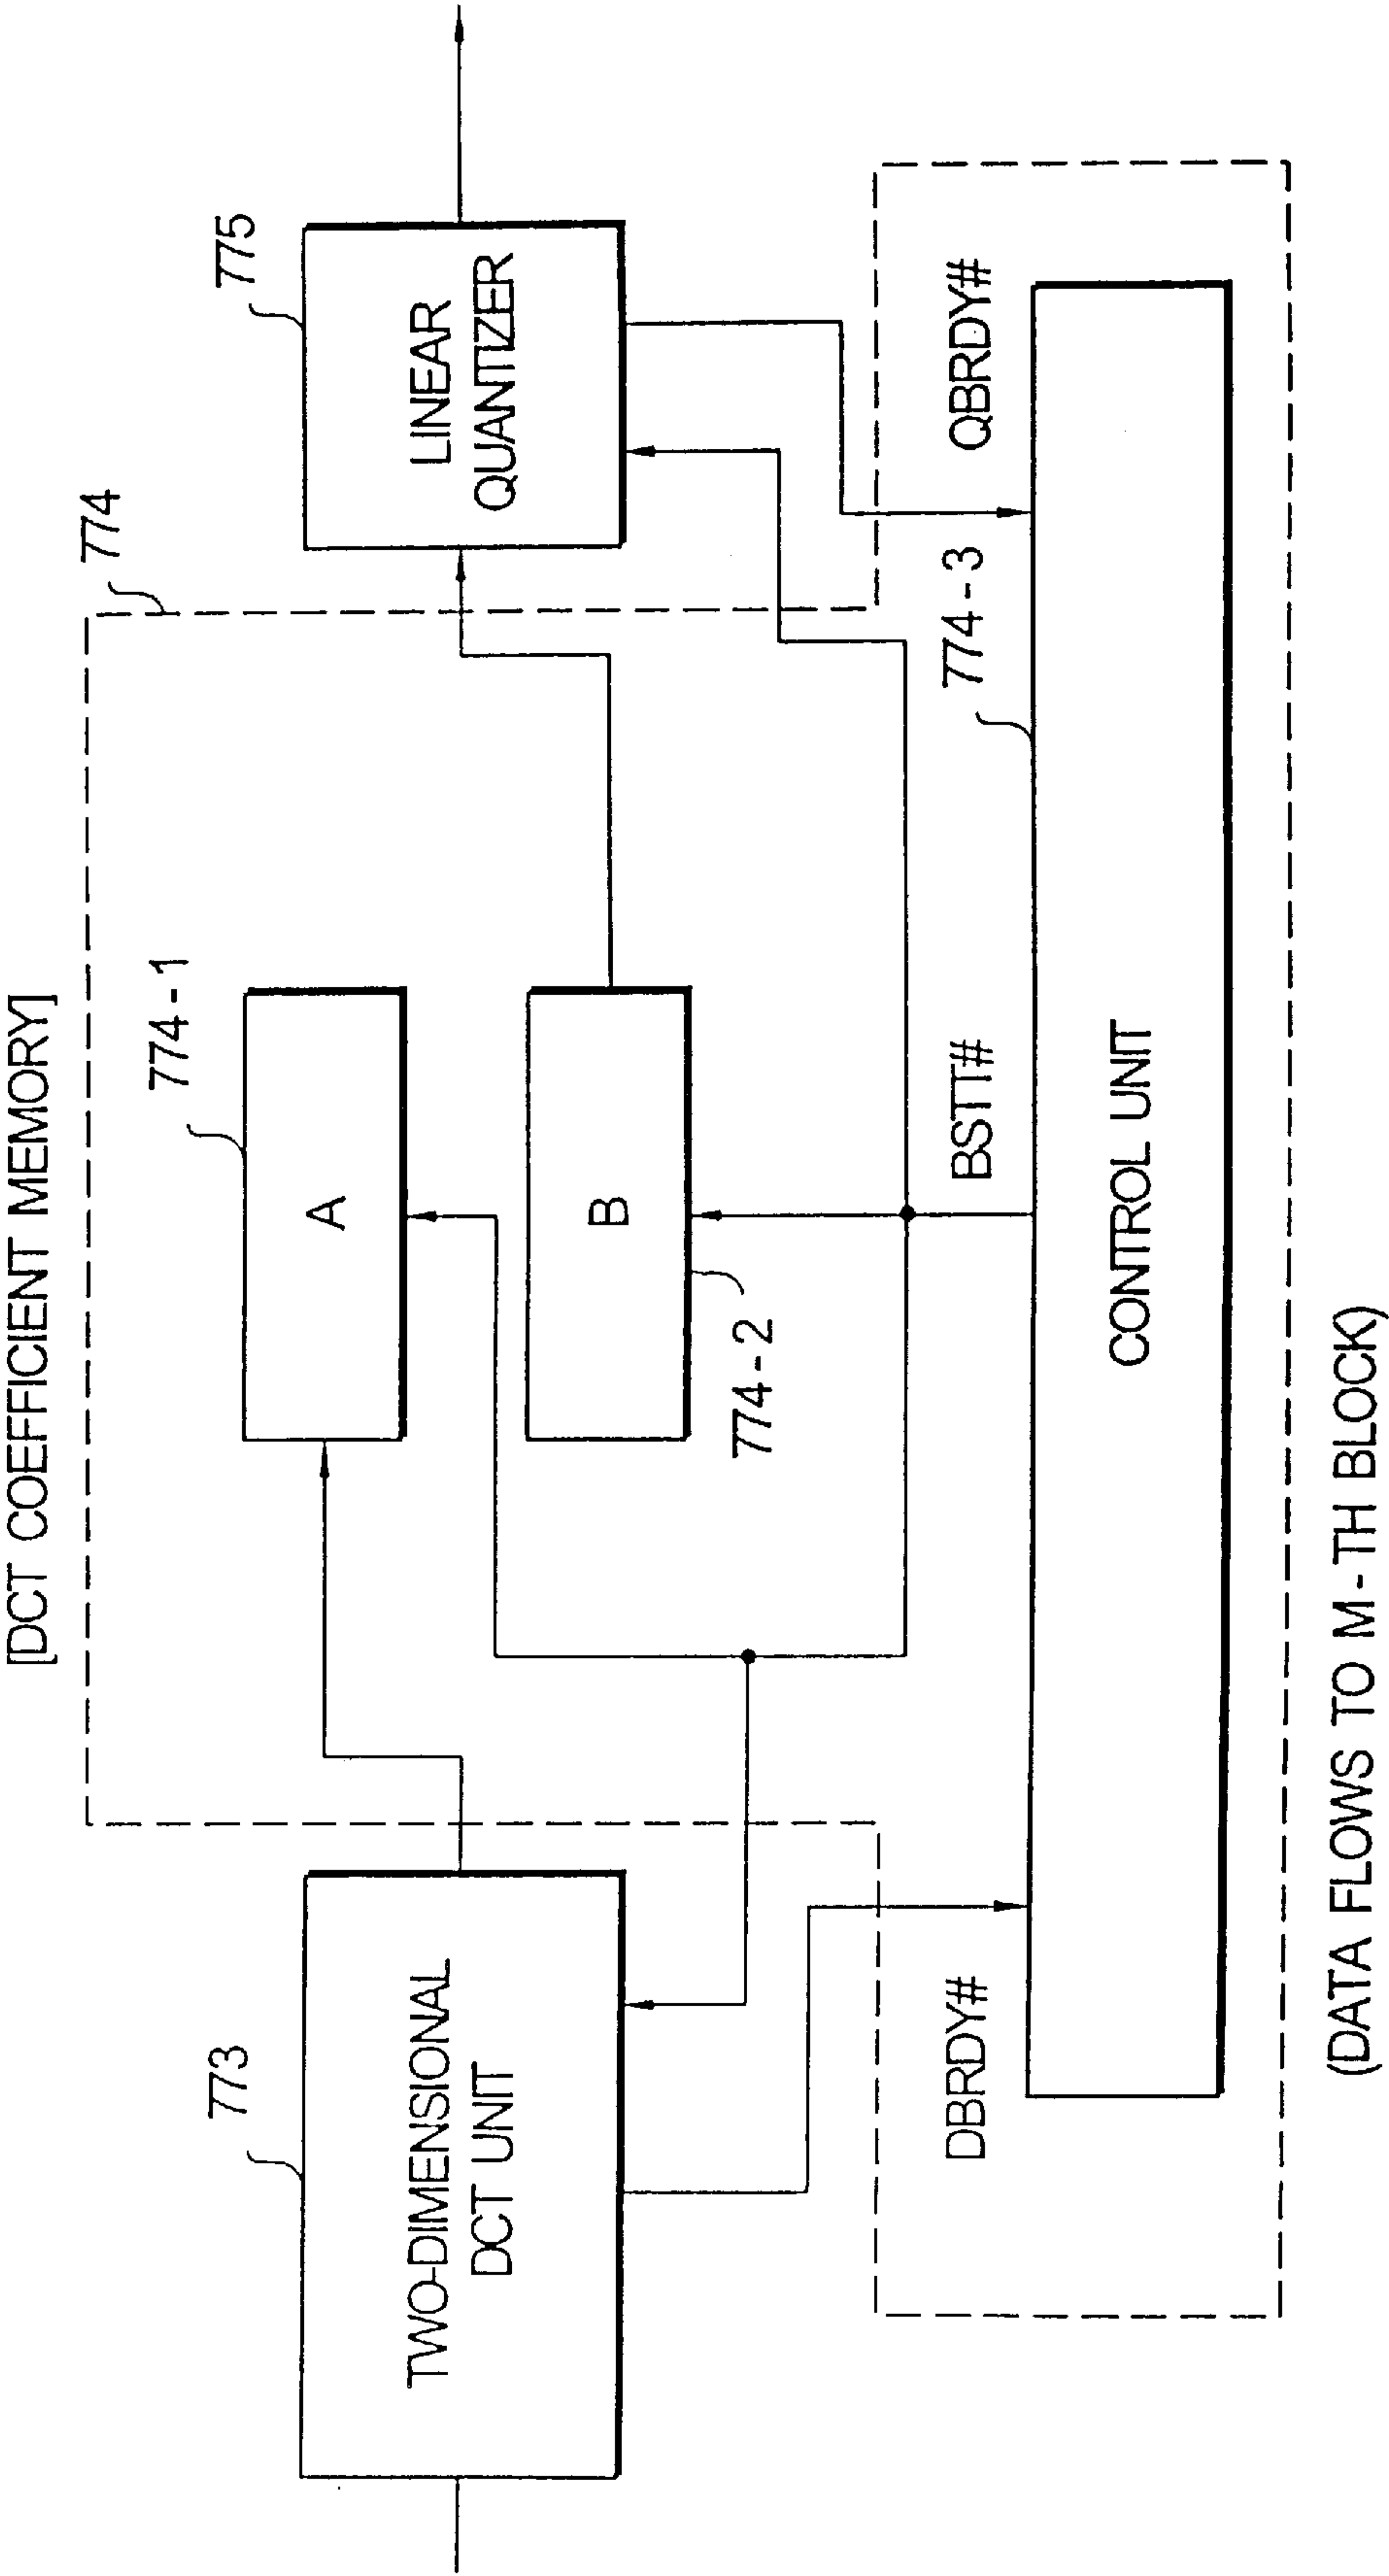 [DCT COEFFICIENT MEMORY]
774
773
TWO-DIMENSIONAL
DCT UNIT
774-1
A
B
774-2
775
LINEAR
QUANTIZER
DBRDY#
BSTT#
774-3
QBRDY#
CONTROL UNIT
(DATA FLOWS TO M-TH BLOCK)